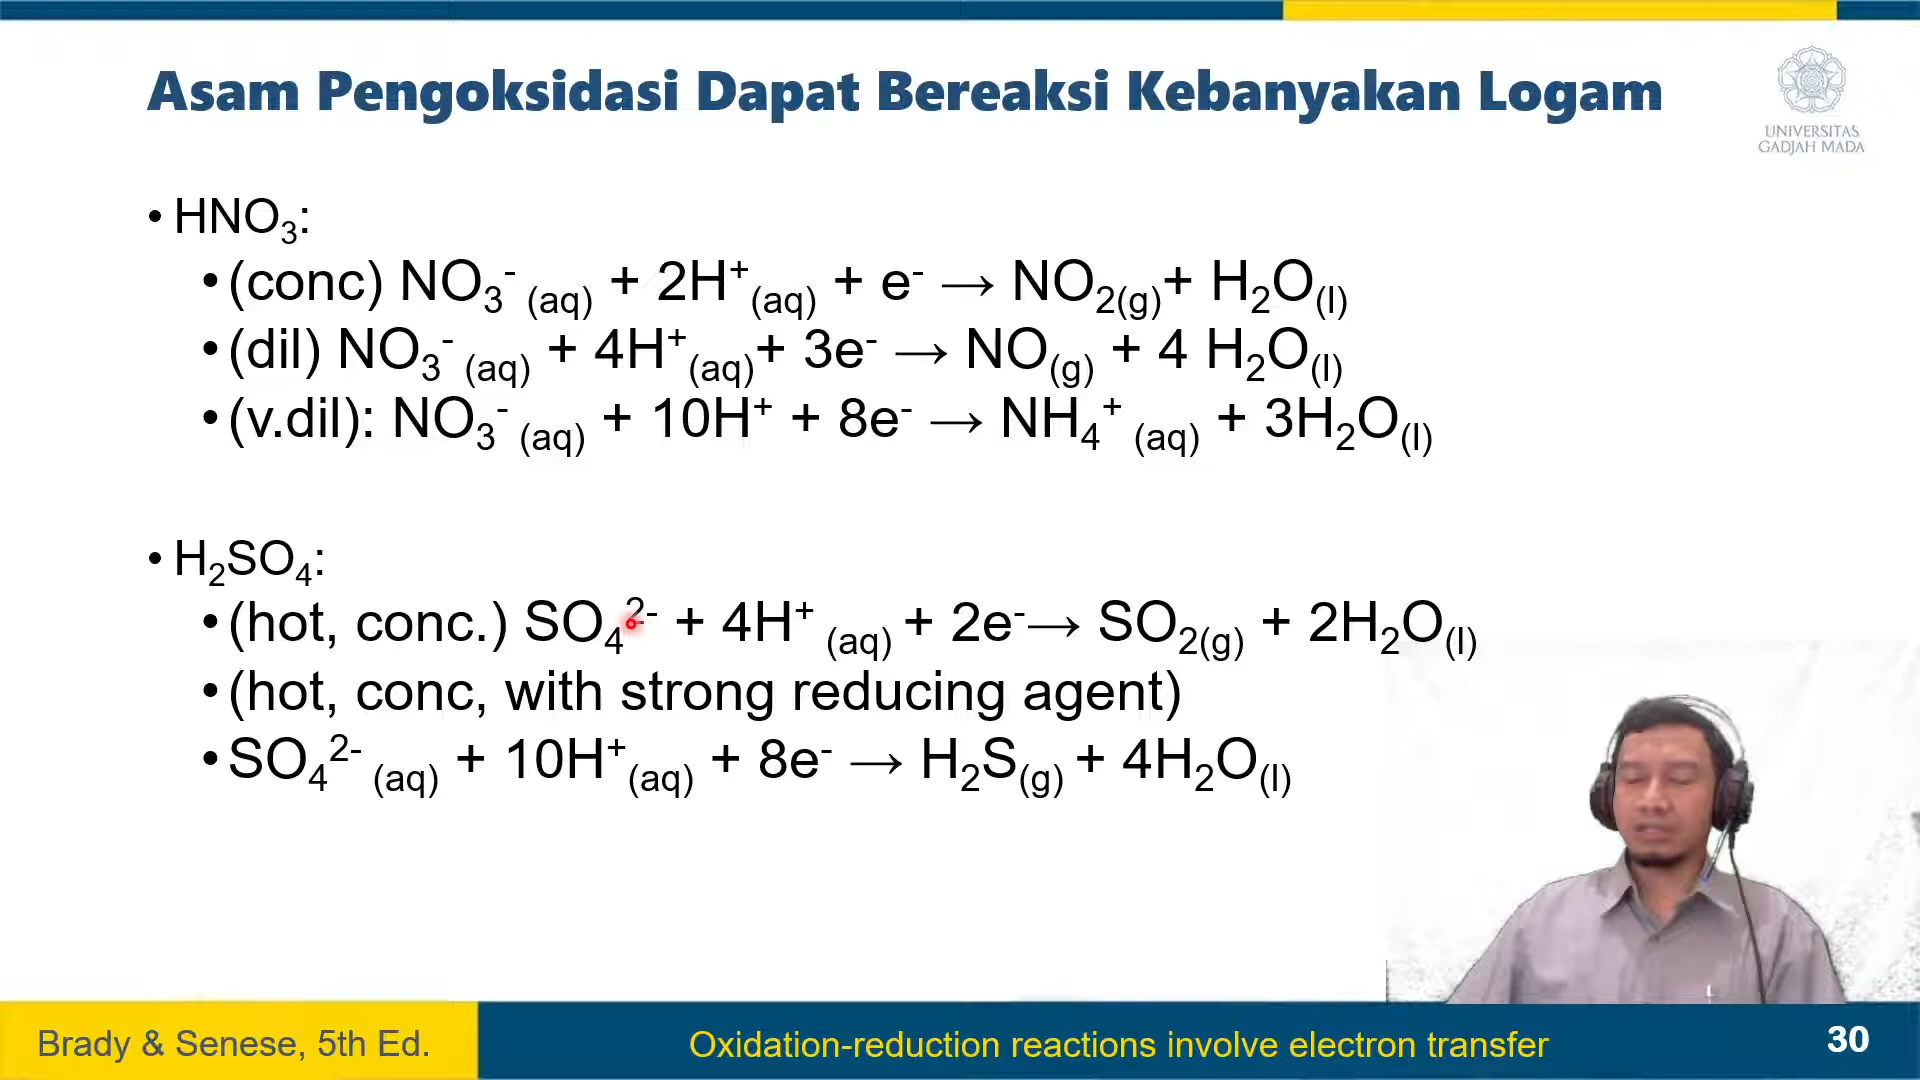 Asam Pengoksidasi Dapat Bereaksi Kebanyakan Logam
UNIVERSITAS
GADJAH MADA
• HNO₃:
• (conc) NO₃⁻ (aq) + 2H⁺(aq) + e⁻ → NO₂(g)+ H₂O(l)
• (dil) NO₃⁻ (aq) + 4H⁺(aq)+ 3e⁻ → NO(g) + 4 H₂O(l)
• (v.dil): NO₃⁻ (aq) + 10H⁺ + 8e⁻ → NH₄⁺ (aq) + 3H₂O(l)
• H₂SO₄:
• (hot, conc.) SO₄²⁻ + 4H⁺ (aq) + 2e⁻→ SO₂(g) + 2H₂O(l)
• (hot, conc, with strong reducing agent)
• SO₄²⁻ (aq) + 10H⁺(aq) + 8e⁻ → H₂S(g) + 4H₂O(l)
Brady & Senese, 5th Ed.
Oxidation-reduction reactions involve electron transfer
30